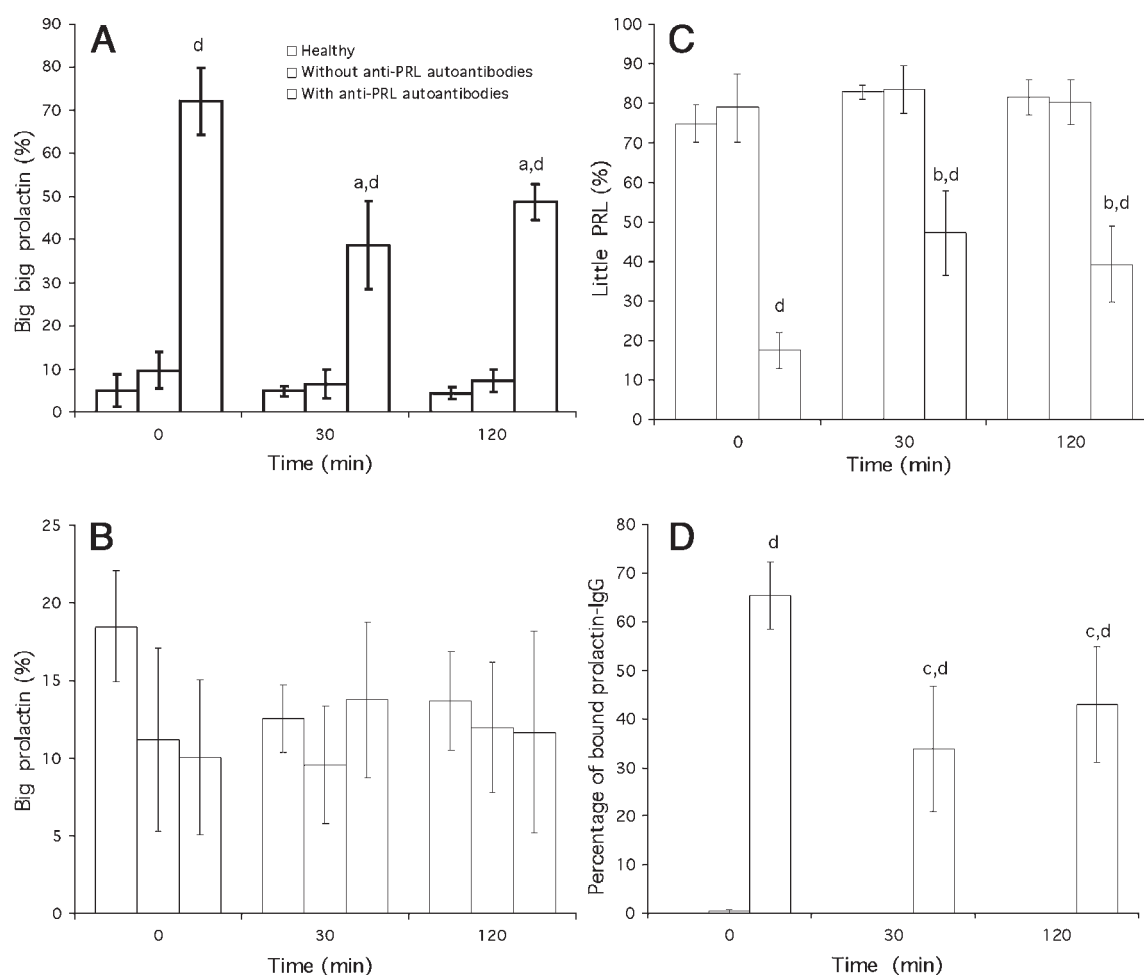 A
90
80
70
60
50
40
30
20
10
0
Big big prolactin (%)
d
a,d
a,d
Healthy
Without anti-PRL autoantibodies
With anti-PRL autoantibodies
0 30 120
Time (min)
C
100
90
80
70
60
50
40
30
20
10
0
Little PRL (%)
d
b,d
b,d
0 30 120
Time (min)
B
25
20
15
10
5
0
Big prolactin (%)
0 30 120
Time (min)
D
80
70
60
50
40
30
20
10
0
Percentage of bound prolactin-IgG
d
c,d
c,d
0 30 120
Time (min)